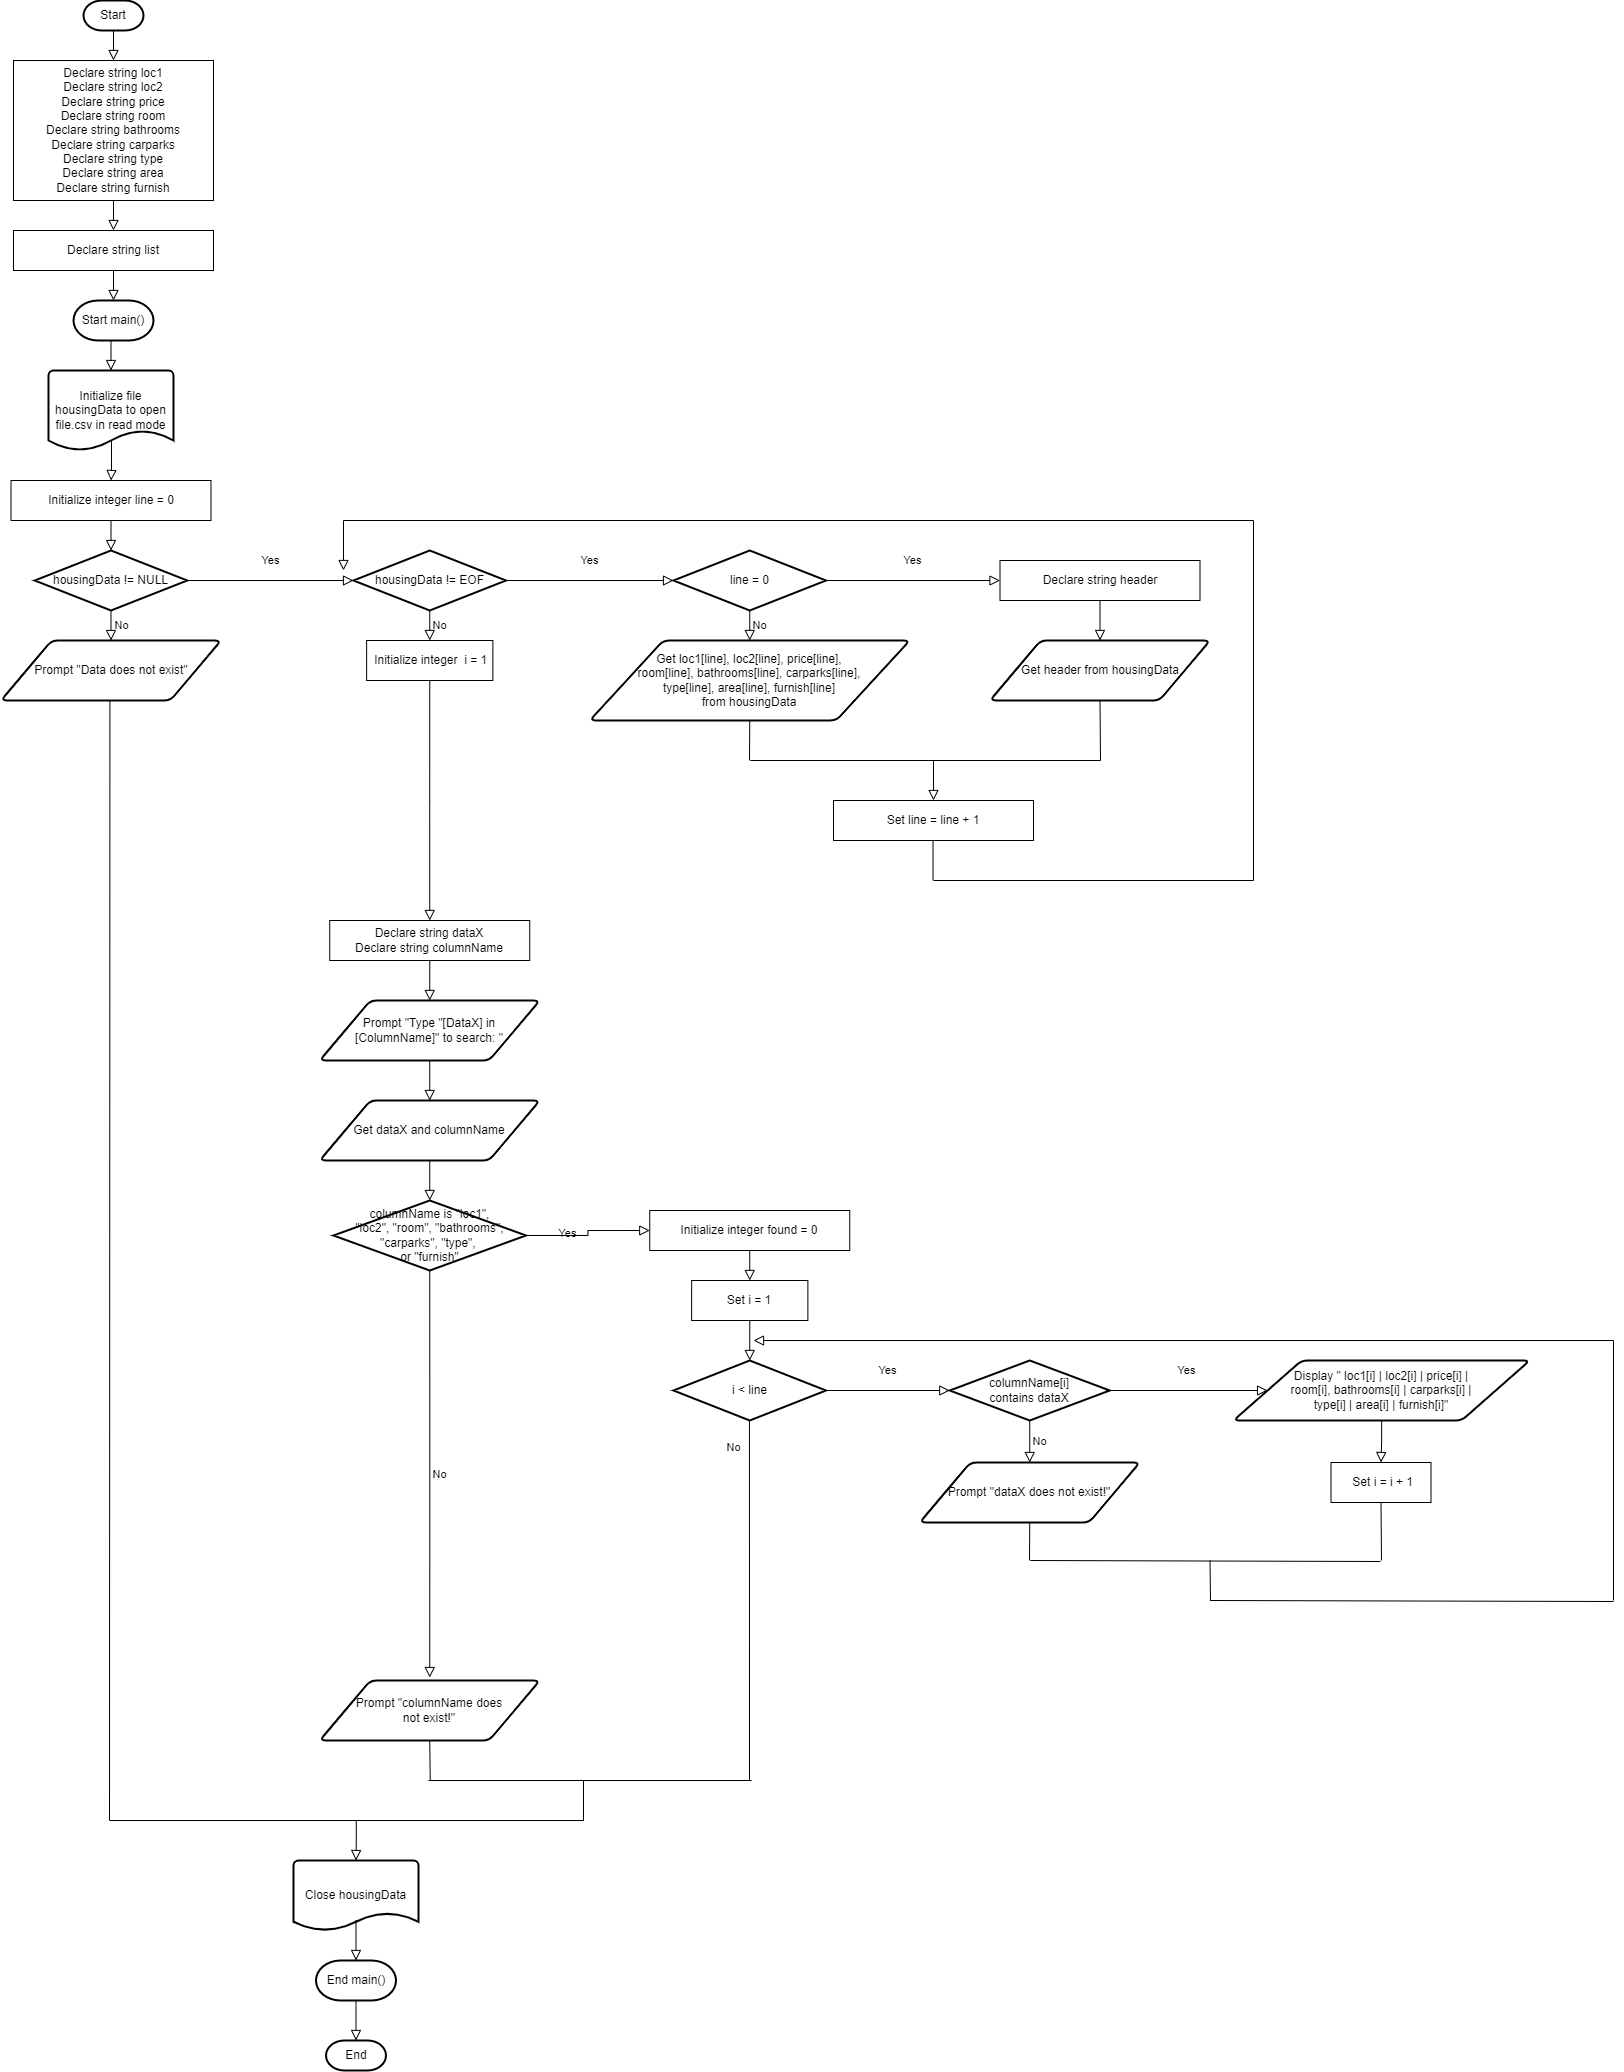 Start
Declare string loc1
Declare string loc2
Declare string price
Declare string room
Declare string bathrooms
Declare string carparks
Declare string type
Declare string area
Declare string furnish
Declare string list
Start main()
Initialize file
housingData to open
file.csv in read mode
Initialize integer line = 0
housingData != NULL
Yes
No
Prompt "Data does not exist"
housingData != EOF
Yes
No
line = 0
Yes
No
Declare string header
Get header from housingData
Get loc1[line], loc2[line], price[line],
room[line], bathrooms[line], carparks[line],
type[line], area[line], furnish[line]
from housingData
Set line = line + 1
Initialize integer  i = 1
Declare string dataX
Declare string columnName
Prompt "Type "[DataX] in
[ColumnName]" to search: "
Get dataX and columnName
columnName is "loc1",
"loc2", "room", "bathrooms",
"carparks", "type",
or "furnish"
Yes
No
Initialize integer found = 0
Set i = 1
i < line
Yes
No
columnName[i]
contains dataX
Yes
No
Display " loc1[i] | loc2[i] | price[i] |
room[i], bathrooms[i] | carparks[i] |
type[i] | area[i] | furnish[i]"
Set i = i + 1
Prompt "dataX does not exist!"
Prompt "columnName does
not exist!"
Close housingData
End main()
End